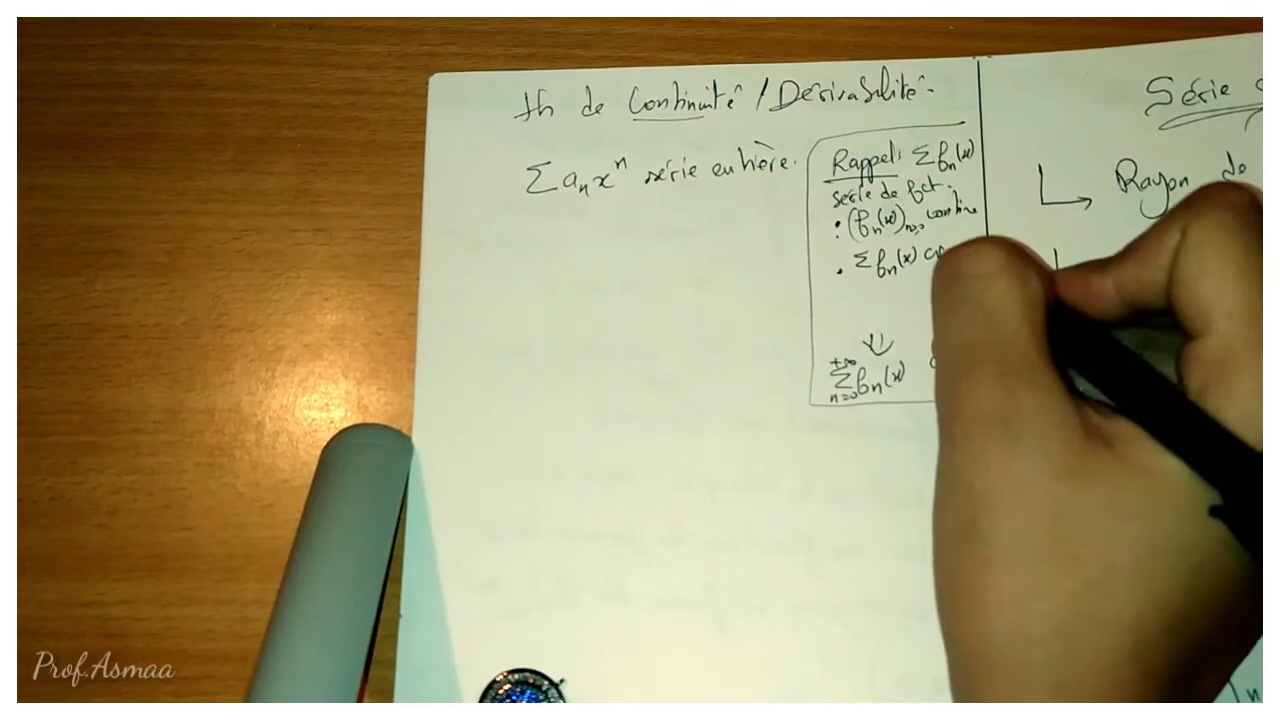 th de Continuité / Dérivabilité.
∑ aₙxⁿ série entière.
Rappel: ∑ fₙ(x)
série de fct.
• (fₙ(x))ₙ≥₀ continue
• ∑ fₙ(x)
⇓
+∞
∑ fₙ(x)
n=0
Série
↳ Rayon de
Prof.Asmaa